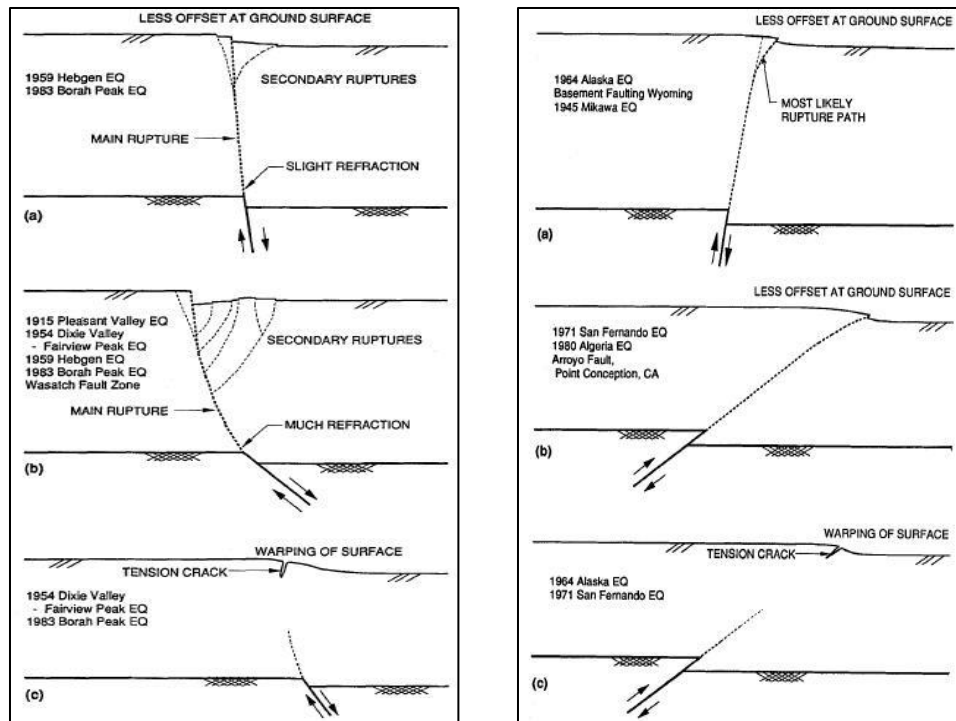 LESS OFFSET AT GROUND SURFACE
1959 Hebgen EQ
1983 Borah Peak EQ
SECONDARY RUPTURES
MAIN RUPTURE
SLIGHT REFRACTION
(a)
1915 Pleasant Valley EQ
1954 Dixie Valley
- Fairview Peak EQ
1959 Hebgen EQ
1983 Borah Peak EQ
Wasatch Fault Zone
SECONDARY RUPTURES
MAIN RUPTURE
MUCH REFRACTION
(b)
WARPING OF SURFACE
TENSION CRACK
1954 Dixie Valley
- Fairview Peak EQ
1983 Borah Peak EQ
(c)
LESS OFFSET AT GROUND SURFACE
1964 Alaska EQ
Basement Faulting Wyoming
1945 Mikawa EQ
MOST LIKELY
RUPTURE PATH
(a)
LESS OFFSET AT GROUND SURFACE
1971 San Fernando EQ
1980 Algeria EQ
Arroyo Fault,
Point Conception, CA
(b)
WARPING OF SURFACE
TENSION CRACK
1964 Alaska EQ
1971 San Fernando EQ
(c)